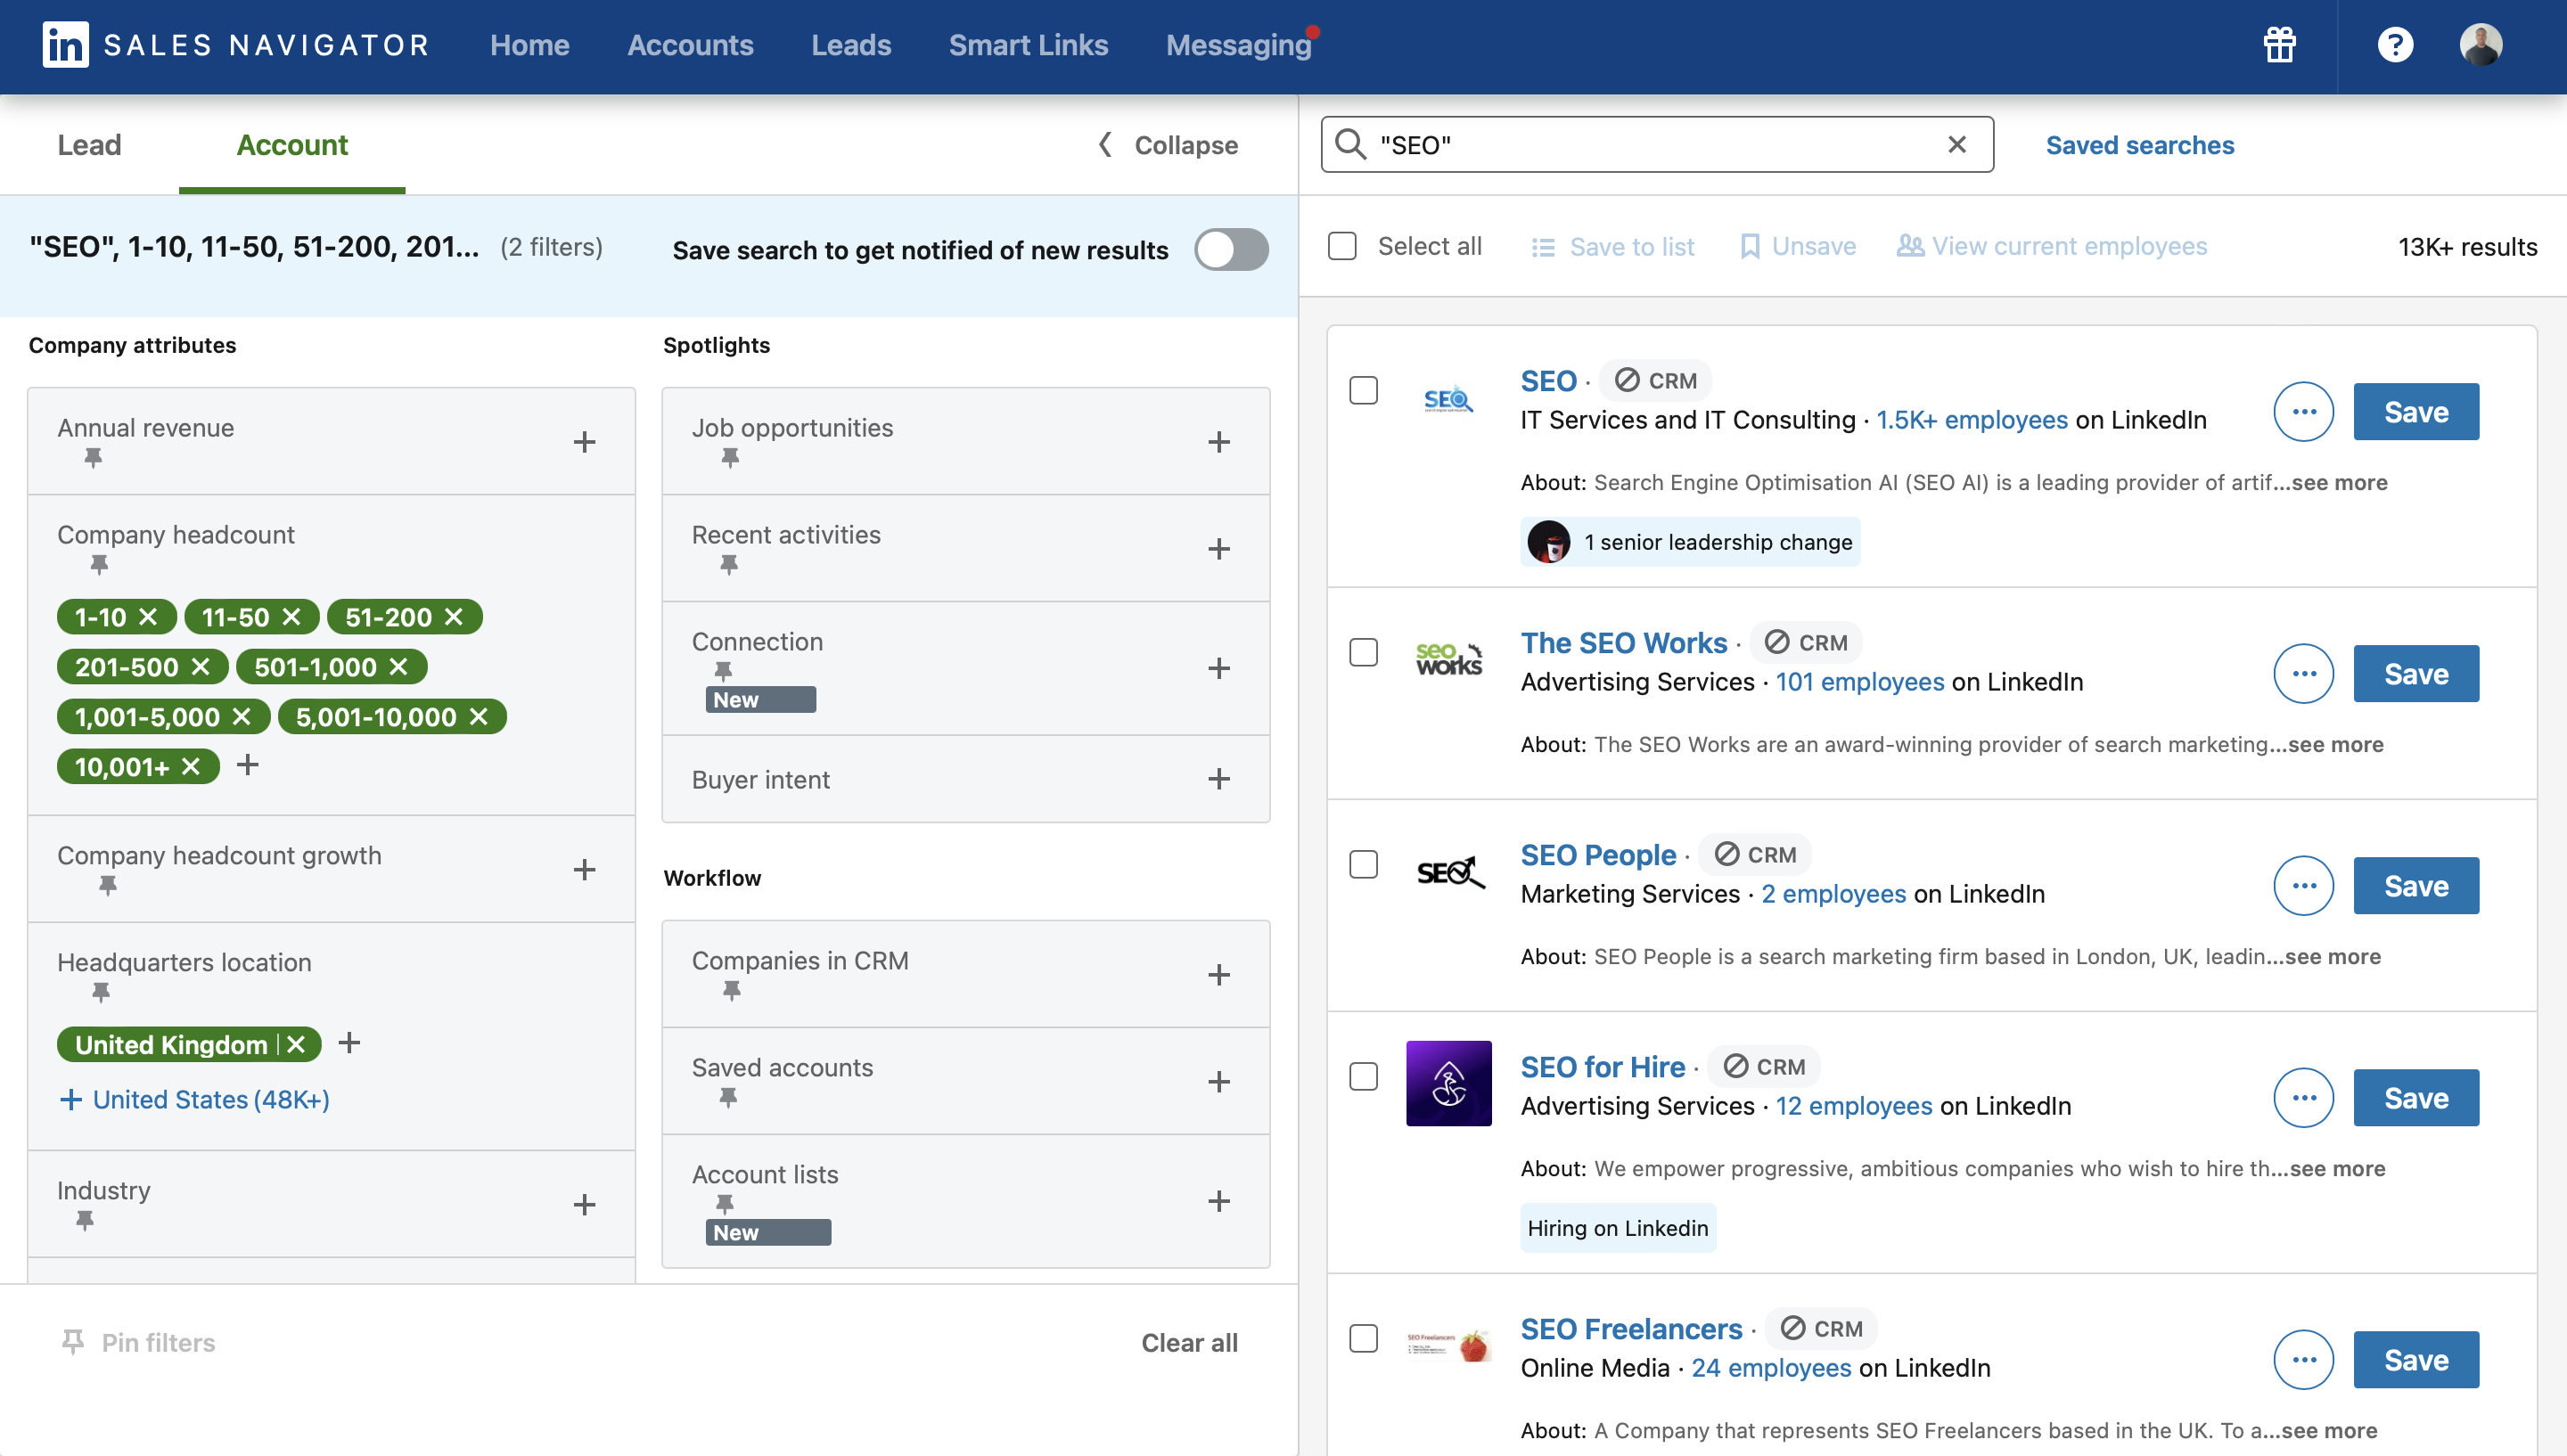 in SALES NAVIGATOR Home Accounts Leads Smart Links Messaging
Lead Account Collapse
"SEO" Saved searches
"SEO", 1-10, 11-50, 51-200, 201... (2 filters) Save search to get notified of new results
Select all Save to list Unsave View current employees 13K+ results
Company attributes
Annual revenue
Company headcount
1-10 11-50 51-200
201-500 501-1,000
1,001-5,000 5,001-10,000
10,001+
Company headcount growth
Headquarters location
United Kingdom
United States (48K+)
Industry
Pin filters Clear all
Spotlights
Job opportunities
Recent activities
Connection
New
Buyer intent
Workflow
Companies in CRM
Saved accounts
Account lists
New
SEO
SEO · CRM
IT Services and IT Consulting · 1.5K+ employees on LinkedIn
Save
About: Search Engine Optimisation AI (SEO AI) is a leading provider of artif...see more
1 senior leadership change
seo works
The SEO Works · CRM
Advertising Services · 101 employees on LinkedIn
Save
About: The SEO Works are an award-winning provider of search marketing...see more
SEO
SEO People · CRM
Marketing Services · 2 employees on LinkedIn
Save
About: SEO People is a search marketing firm based in London, UK, leadin...see more
SEO for Hire · CRM
Advertising Services · 12 employees on LinkedIn
Save
About: We empower progressive, ambitious companies who wish to hire th...see more
Hiring on Linkedin
SEO Freelancers
SEO Freelancers · CRM
Online Media · 24 employees on LinkedIn
Save
About: A Company that represents SEO Freelancers based in the UK. To a...see more